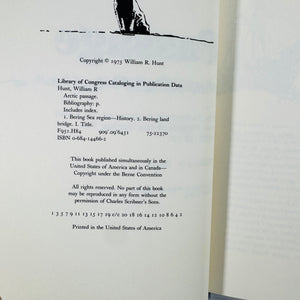 Copyright © 1975 William R. Hunt
Library of Congress Cataloging in Publication Data
Hunt, William R
Arctic passage.
Bibliography: p.
Includes index.
1. Bering Sea region—History. 2. Bering land
bridge. I. Title.
F951.H84 909'.09'6451 75-12370
ISBN 0-684-14466-2
This book published simultaneously in the
United States of America and in Canada—
Copyright under the Berne Convention
All rights reserved. No part of this book
may be reproduced in any form without the
permission of Charles Scribner's Sons.
1 3 5 7 9 11 13 15 17 19 C/C 20 18 16 14 12 10 8 6 4 2
Printed in the United States of America